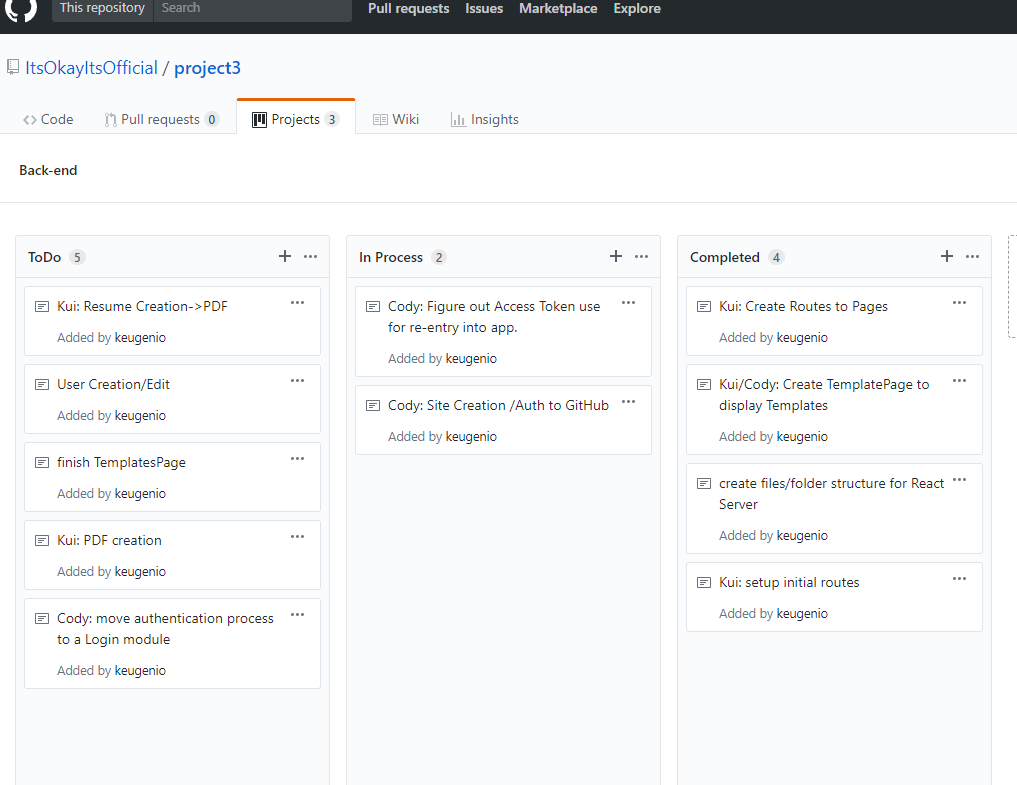 This repository Search Pull requests Issues Marketplace Explore
ItsOkayItsOfficial / project3
Code Pull requests 0 Projects 3 Wiki Insights
Back-end
ToDo 5
Kui: Resume Creation->PDF
Added by keugenio
User Creation/Edit
Added by keugenio
finish TemplatesPage
Added by keugenio
Kui: PDF creation
Added by keugenio
Cody: move authentication process
to a Login module
Added by keugenio
In Process 2
Cody: Figure out Access Token use
for re-entry into app.
Added by keugenio
Cody: Site Creation /Auth to GitHub
Added by keugenio
Completed 4
Kui: Create Routes to Pages
Added by keugenio
Kui/Cody: Create TemplatePage to
display Templates
Added by keugenio
create files/folder structure for React
Server
Added by keugenio
Kui: setup initial routes
Added by keugenio